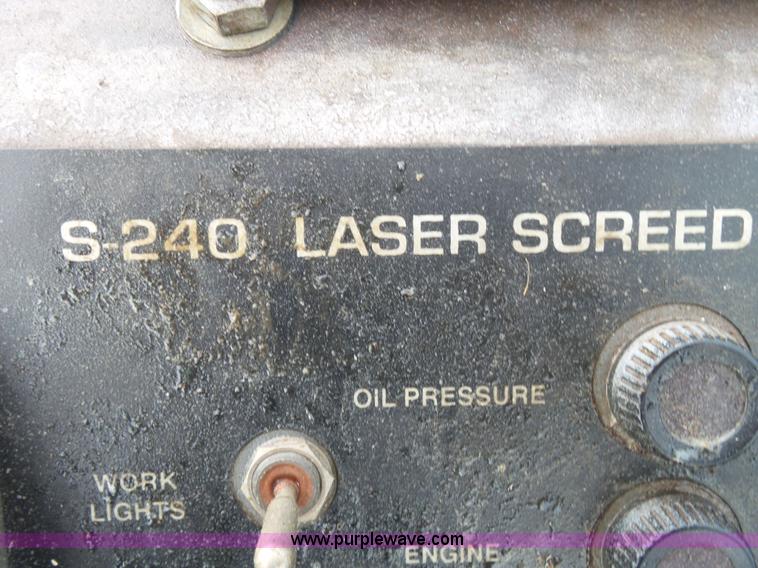 S-240 LASER SCREED
OIL PRESSURE
WORK
LIGHTS
www.purplewave.com
ENGINE